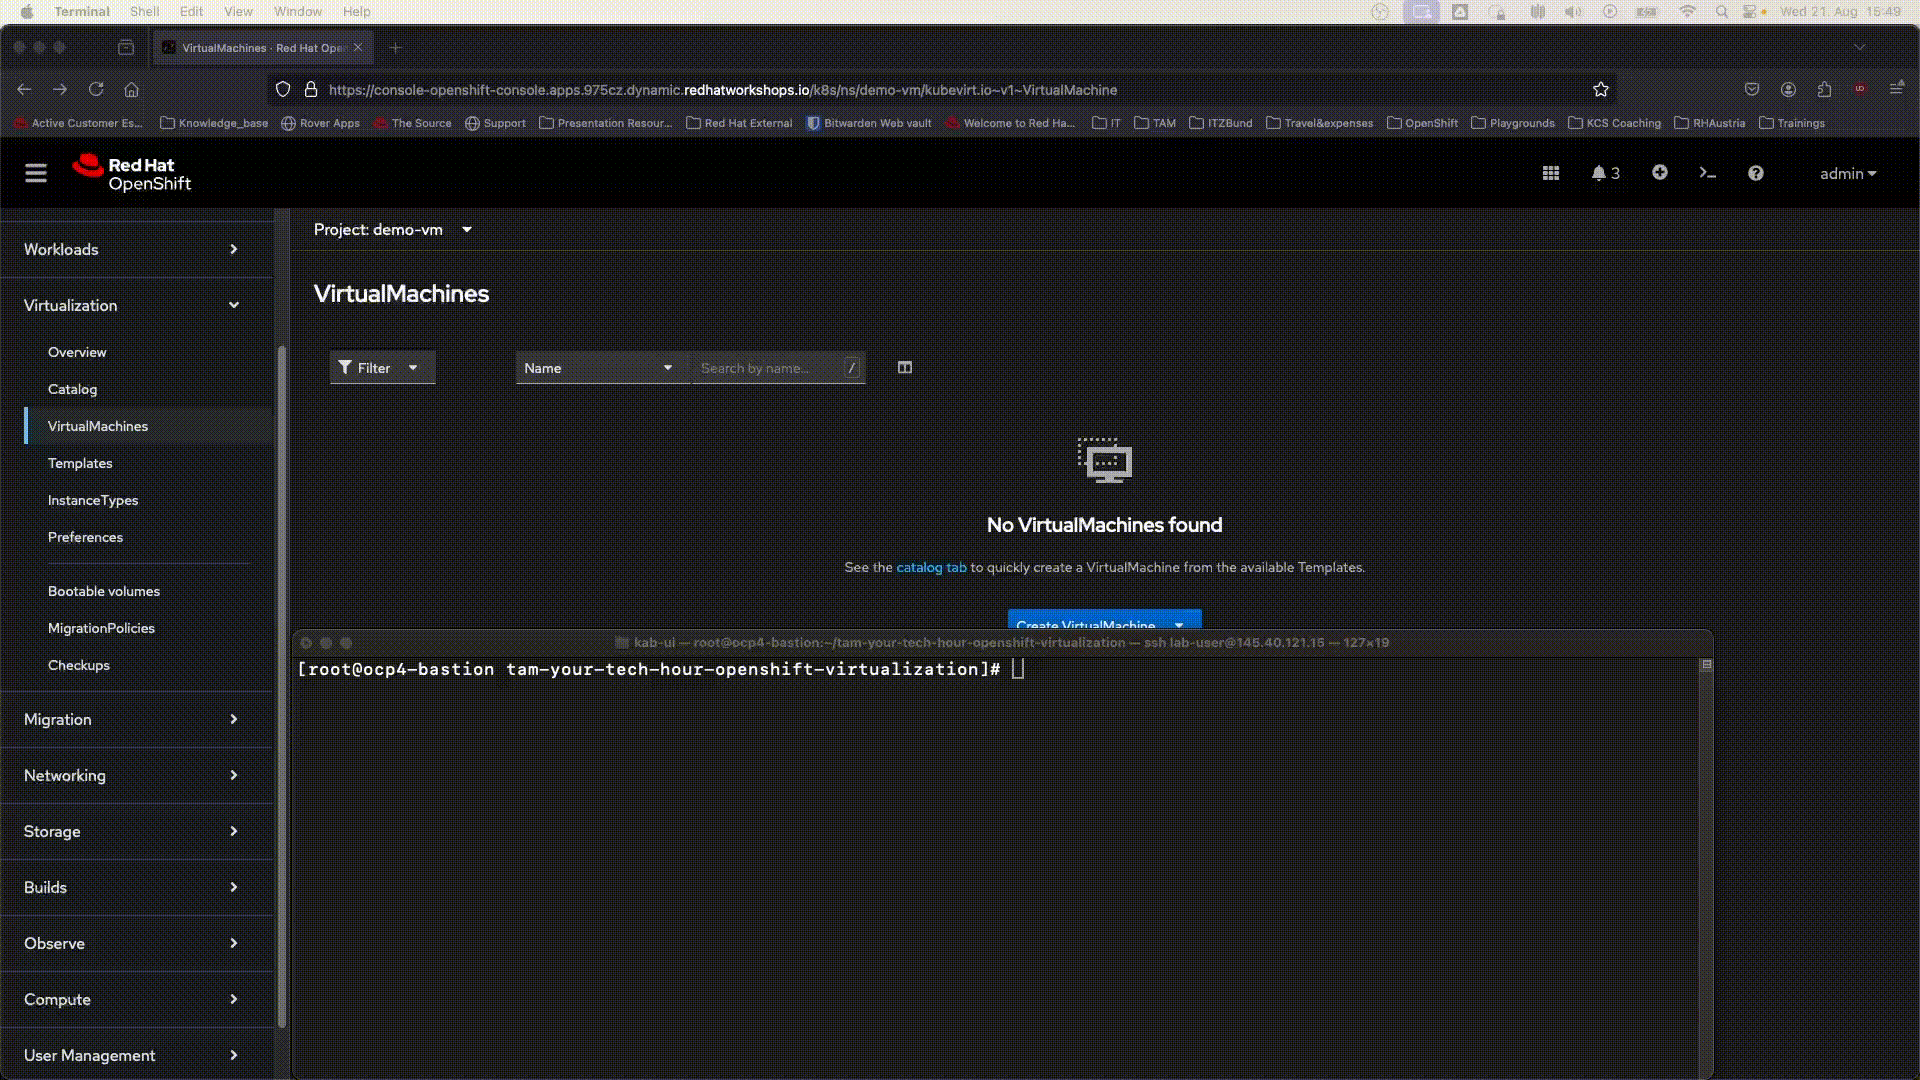 Terminal Shell Edit View Window Help Wed 21. Aug 15:49
VirtualMachines · Red Hat Open
https://console-openshift-console.apps.975cz.dynamic.redhatworkshops.io/k8s/ns/demo-vm/kubevirt.io~v1~VirtualMachine
Active Customer Es... Knowledge_base Rover Apps The Source Support Presentation Resour... Red Hat External Bitwarden Web vault Welcome to Red Ha... IT TAM ITZBund Travel&expenses OpenShift Playgrounds KCS Coaching RHAustria Trainings
Red Hat
OpenShift
3
admin
Workloads
Virtualization
Overview
Catalog
VirtualMachines
Templates
InstanceTypes
Preferences
Bootable volumes
MigrationPolicies
Checkups
Migration
Networking
Storage
Builds
Observe
Compute
User Management
Project: demo-vm
VirtualMachines
Filter
Name
Search by name...
/
No VirtualMachines found
See the catalog tab to quickly create a VirtualMachine from the available Templates.
Create VirtualMachine
kab-ui — root@ocp4-bastion:~/tam-your-tech-hour-openshift-virtualization — ssh lab-user@145.40.121.15 — 127×19
[root@ocp4-bastion tam-your-tech-hour-openshift-virtualization]#